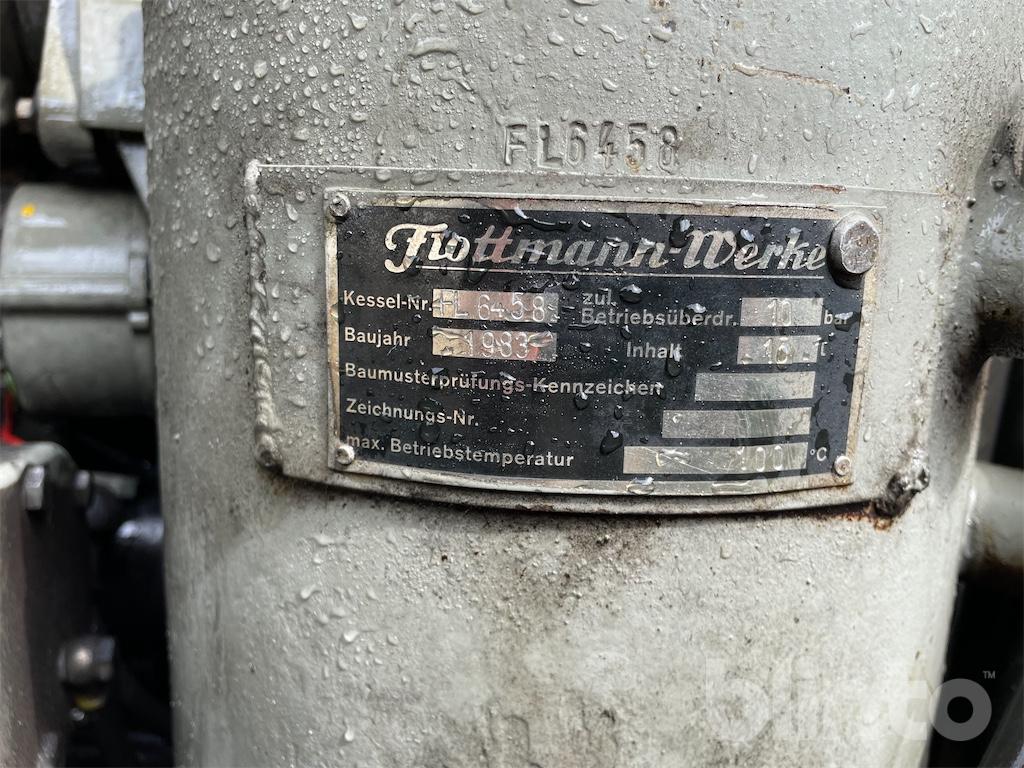 FL6458
Flottmann-Werke
Kessel-Nr. FL 6458 zul. Betriebsüberdr. 10 bar
Baujahr 1983 Inhalt 16 l
Baumusterprüfungs-Kennzeichen
Zeichnungs-Nr.
max. Betriebstemperatur 100 °C
blinto™